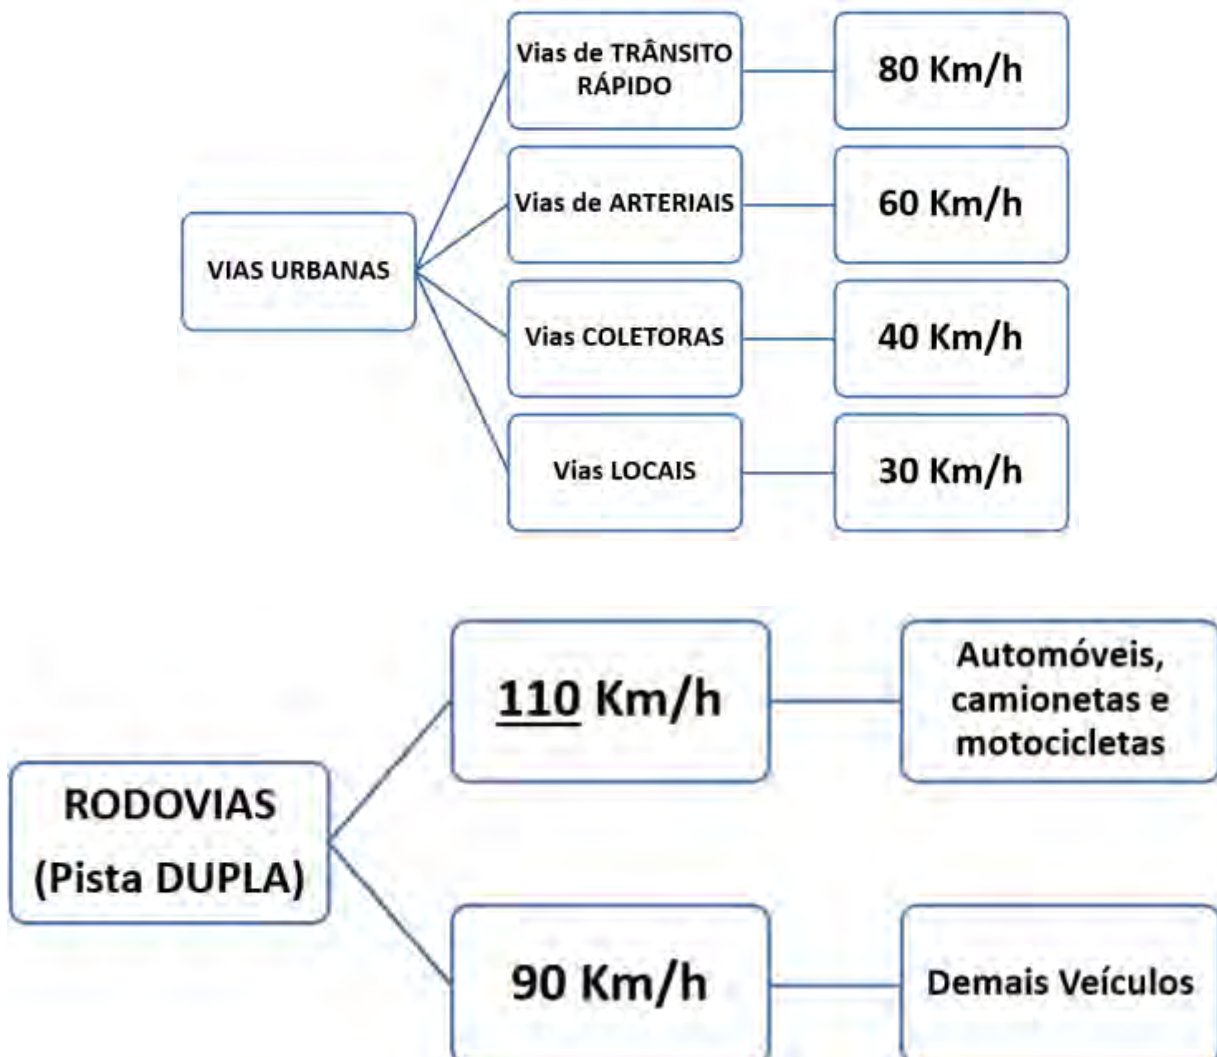 Vias de TRÂNSITO
RÁPIDO
80 Km/h
Vias de ARTERIAIS
60 Km/h
VIAS URBANAS
Vias COLETORAS
40 Km/h
Vias LOCAIS
30 Km/h
RODOVIAS
(Pista DUPLA)
110 Km/h
Automóveis,
camionetas e
motocicletas
90 Km/h
Demais Veículos